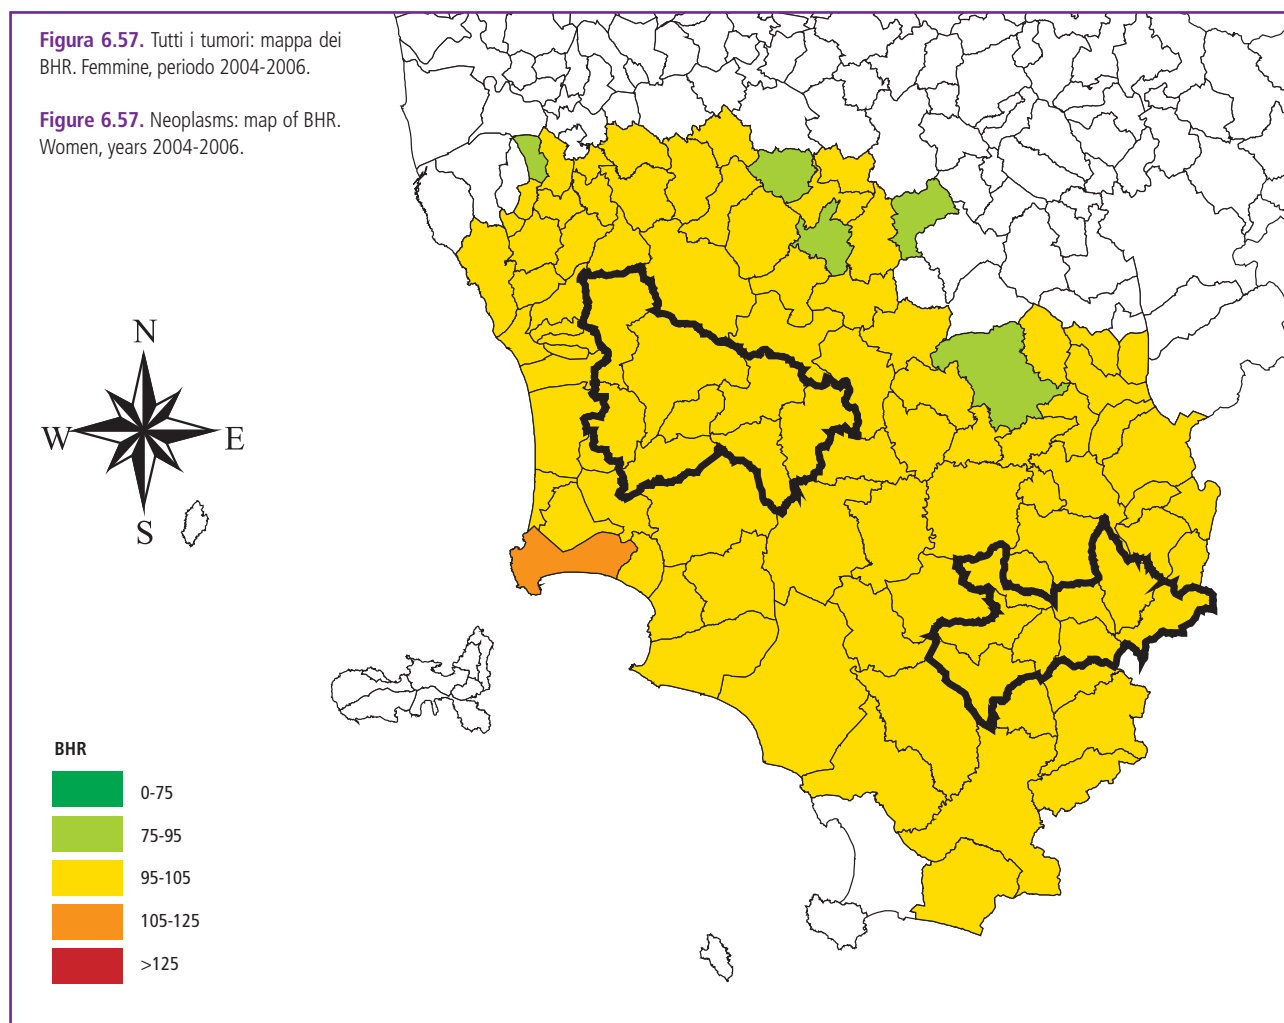 Figura 6.57. Tutti i tumori: mappa dei
BHR. Femmine, periodo 2004-2006.
Figure 6.57. Neoplasms: map of BHR.
Women, years 2004-2006.
N
W E
S
BHR
0-75
75-95
95-105
105-125
>125